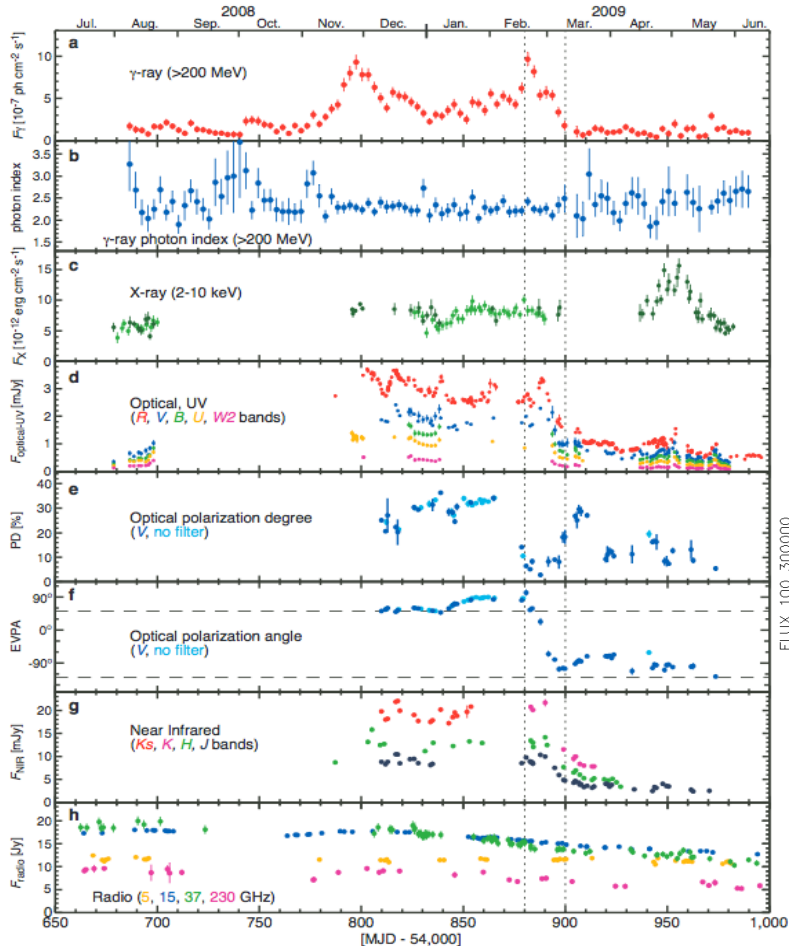 2008 2009
Jul. Aug. Sep. Oct. Nov. Dec. Jan. Feb. Mar. Apr. May Jun.
a
γ-ray (>200 MeV)
Fγ [10-7 ph cm-2 s-1]
10
5
0
b
γ-ray photon index (>200 MeV)
photon index
3.5
3.0
2.5
2.0
1.5
c
X-ray (2-10 keV)
FX [10-12 erg cm-2 s-1]
15
10
5
0
d
Optical, UV
(R, V, B, U, W2 bands)
Foptical-UV [mJy]
3
2
1
0
e
Optical polarization degree
(V, no filter)
PD [%]
40
30
20
10
0
f
Optical polarization angle
(V, no filter)
EVPA
90o
0o
-90o
g
Near Infrared
(Ks, K, H, J bands)
FNIR [mJy]
20
15
10
5
0
h
Radio (5, 15, 37, 230 GHz)
Fradio [Jy]
20
15
10
5
0
650 700 750 800 850 900 950 1,000
[MJD - 54,000]
FLUX_100_300000